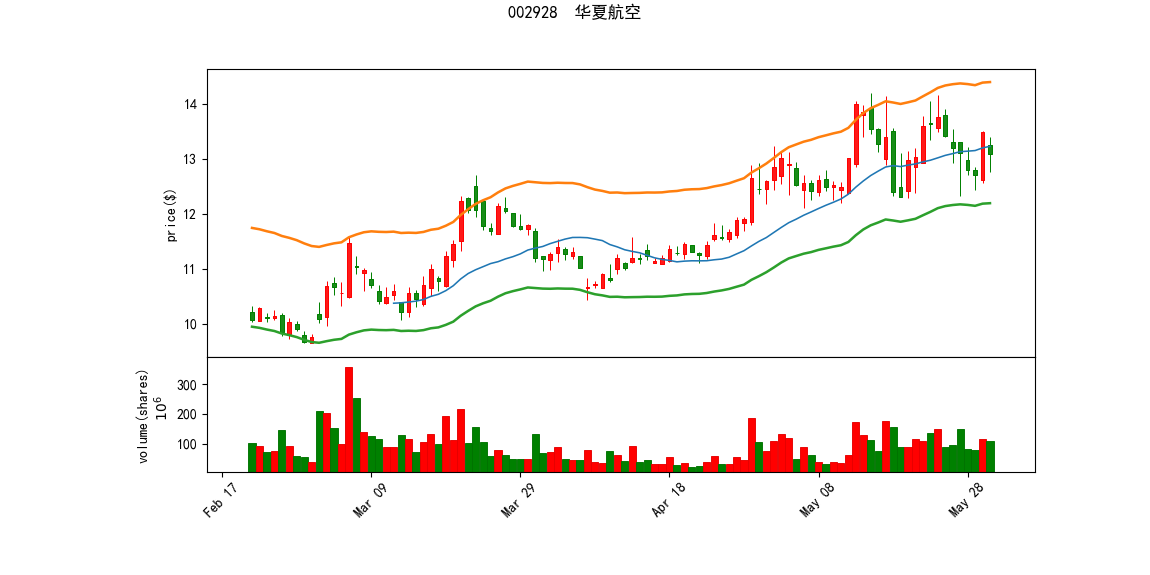 002928  华夏航空
price($)
14
13
12
11
10
volume(shares)
10^6
300
200
100
Feb 17
Mar 09
Mar 29
Apr 18
May 08
May 28